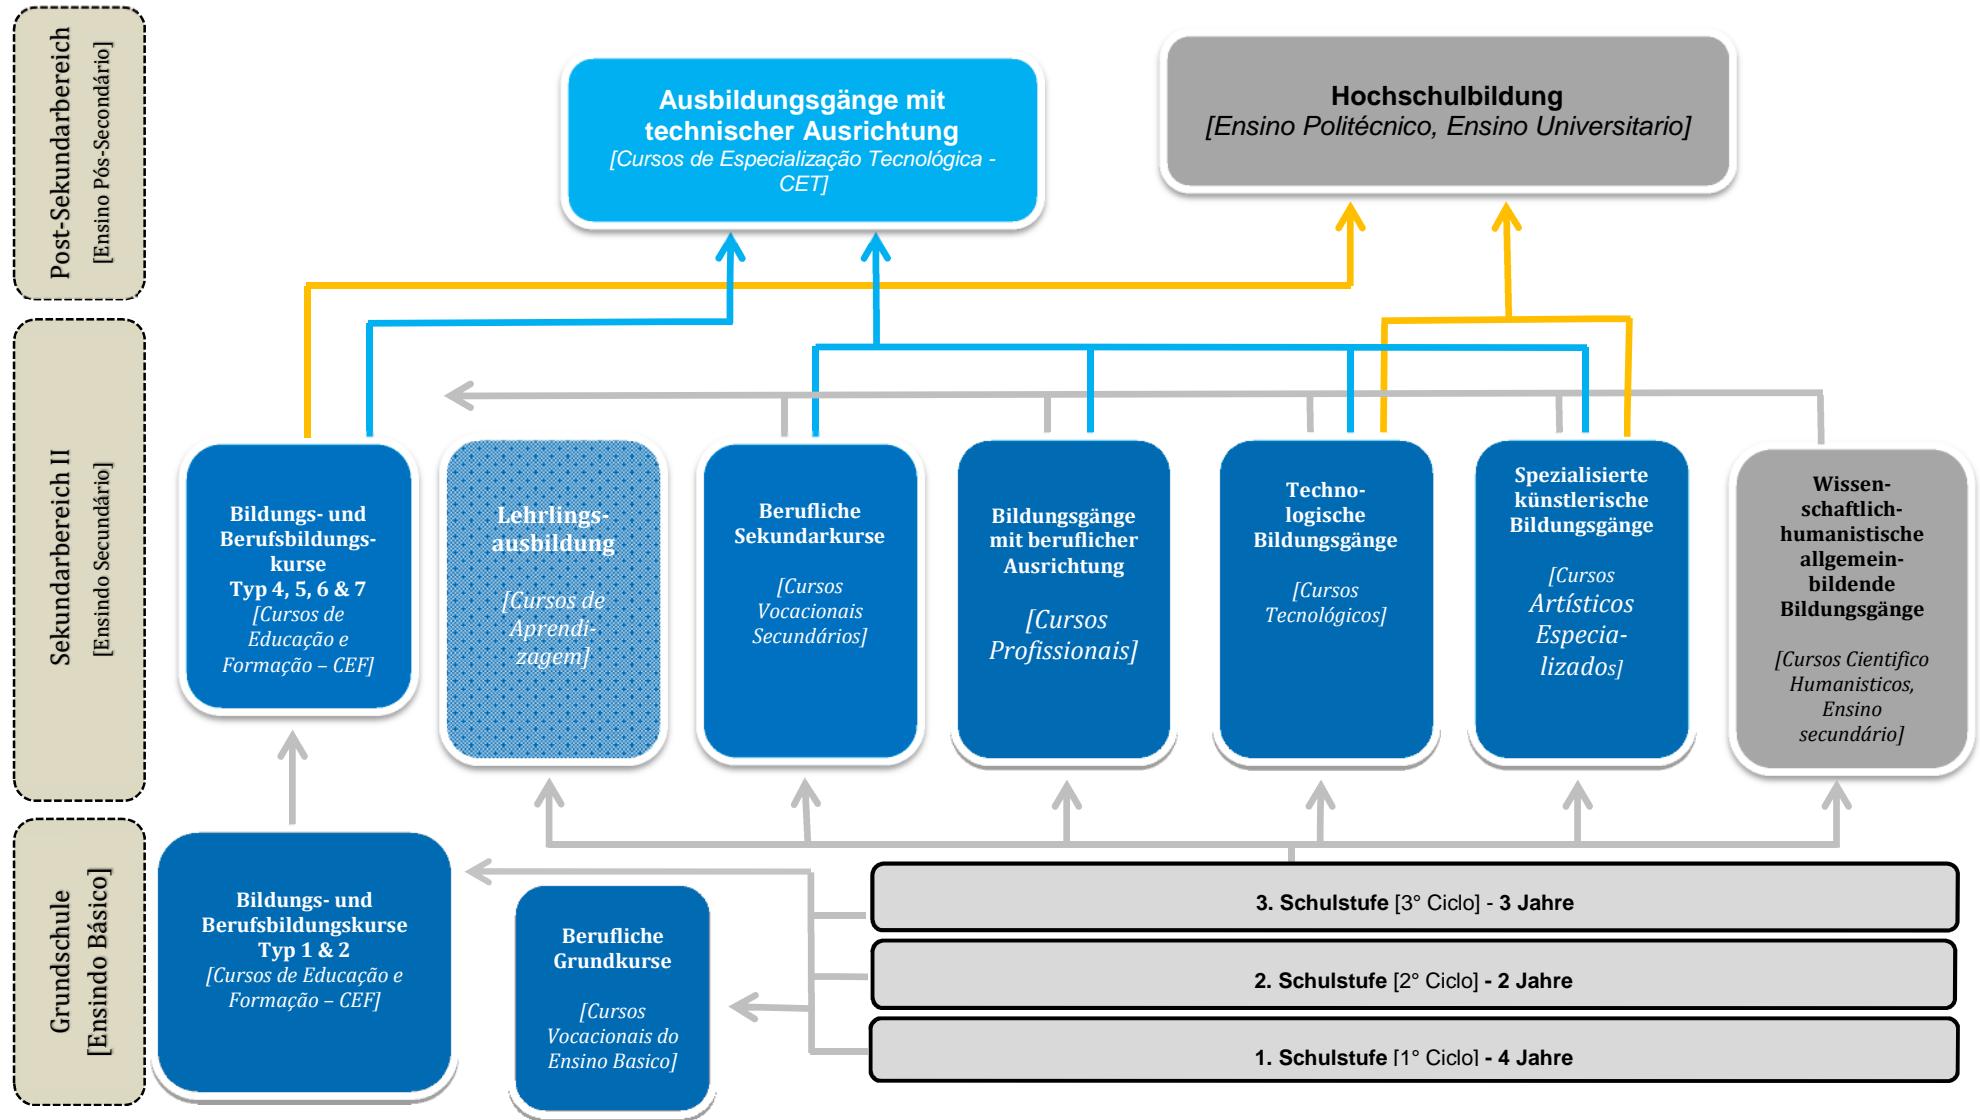 Post-Sekundarbereich
[Ensino Pós-Secondário]
Ausbildungsgänge mit
technischer Ausrichtung
[Cursos de Especialização Tecnológica -
CET]
Hochschulbildung
[Ensino Politécnico, Ensino Universitario]
Sekundarbereich II
[Ensindo Secundário]
Bildungs- und
Berufsbildungs-
kurse
Typ 4, 5, 6 & 7
[Cursos de
Educação e
Formação – CEF]
Lehrlings-
ausbildung
[Cursos de
Aprendi-
zagem]
Berufliche
Sekundarkurse
[Cursos
Vocacionais
Secundários]
Bildungsgänge
mit beruflicher
Ausrichtung
[Cursos
Profissionais]
Techno-
logische
Bildungsgänge
[Cursos
Tecnológicos]
Spezialisierte
künstlerische
Bildungsgänge
[Cursos
Artísticos
Especia-
lizados]
Wissen-
schaftlich-
humanistische
allgemein-
bildende
Bildungsgänge
[Cursos Cientifico
Humanisticos,
Ensino
secundário]
Grundschule
[Ensindo Básico]
Bildungs- und
Berufsbildungskurse
Typ 1 & 2
[Cursos de Educação e
Formação – CEF]
Berufliche
Grundkurse
[Cursos
Vocacionais do
Ensino Basico]
3. Schulstufe [3° Ciclo] - 3 Jahre
2. Schulstufe [2° Ciclo] - 2 Jahre
1. Schulstufe [1° Ciclo] - 4 Jahre